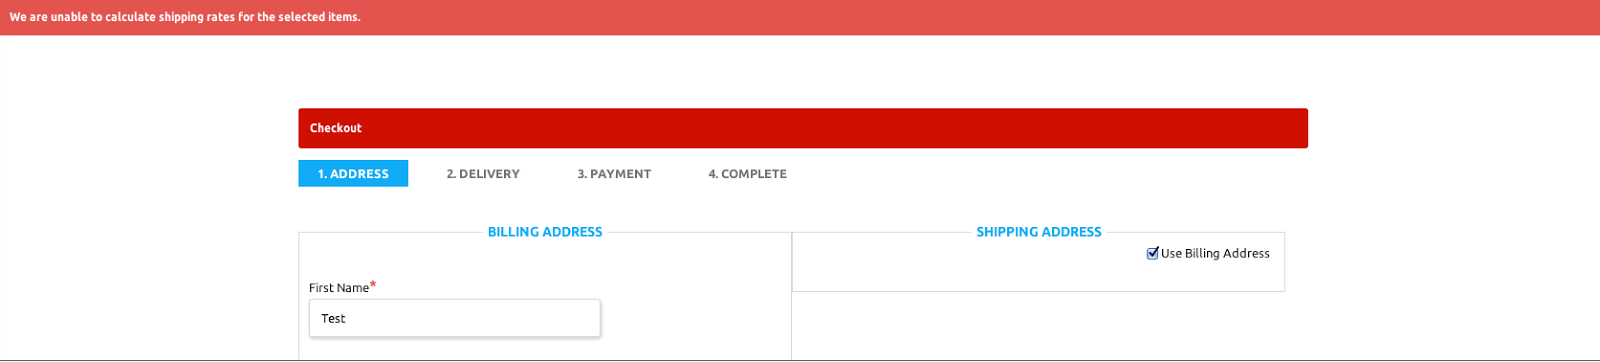 We are unable to calculate shipping rates for the selected items.
Checkout
1. ADDRESS 2. DELIVERY 3. PAYMENT 4. COMPLETE
BILLING ADDRESS
SHIPPING ADDRESS
Use Billing Address
First Name*
Test